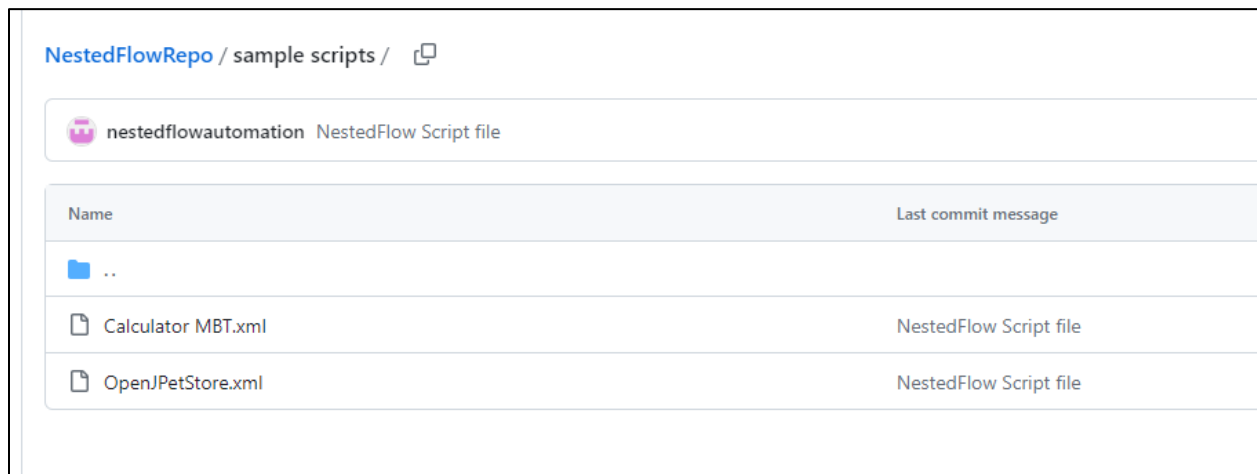 NestedFlowRepo / sample scripts /
nestedflowautomation NestedFlow Script file
Name Last commit message
..
Calculator MBT.xml NestedFlow Script file
OpenJPetStore.xml NestedFlow Script file